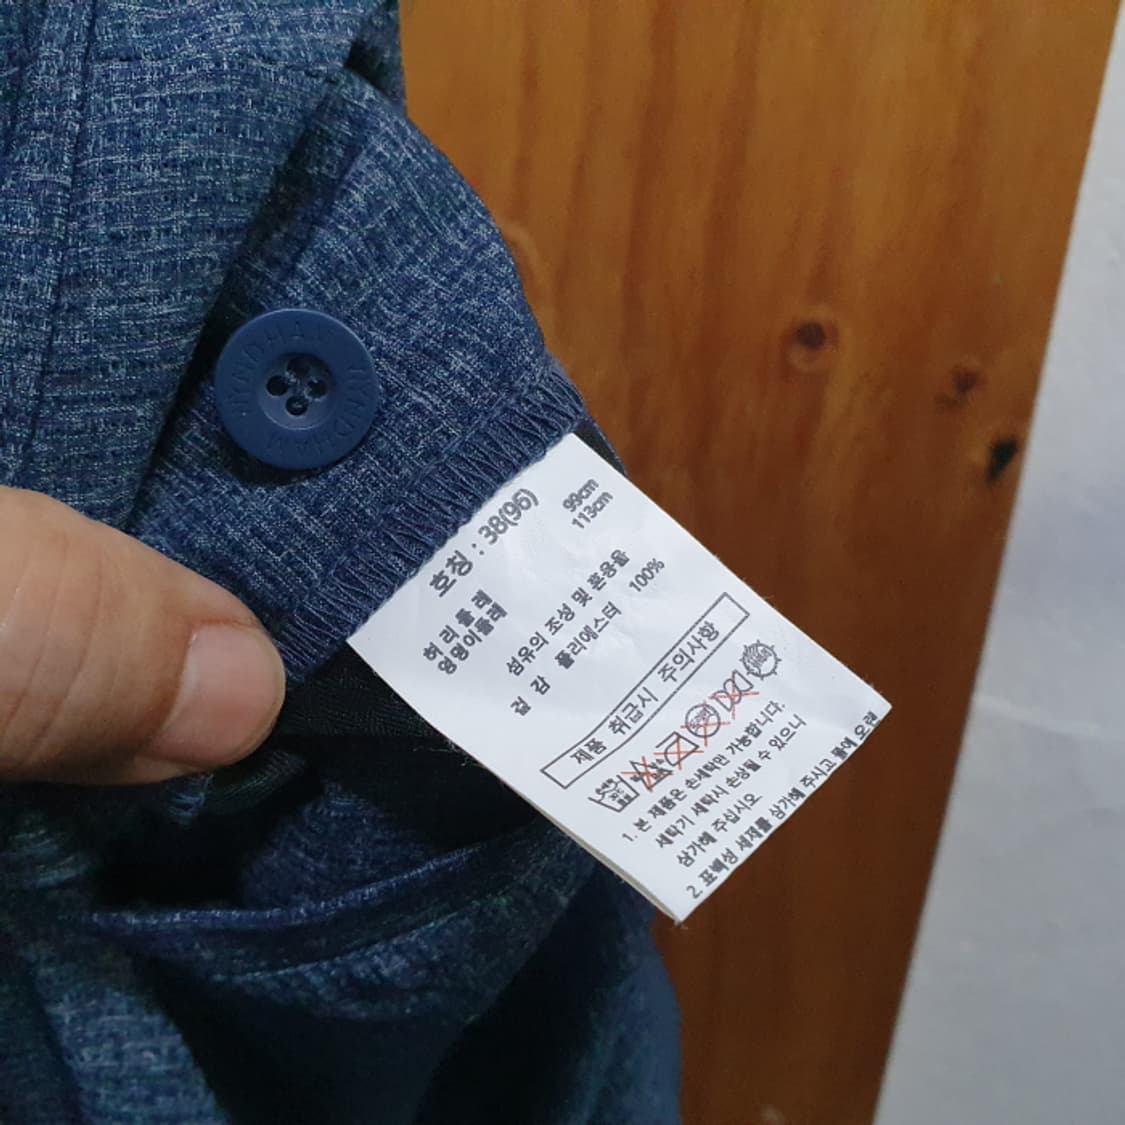 호칭 : 38(96)
허리둘레 99cm
엉덩이둘레 113cm
섬유의 조성 및 혼용율
겉 감 폴리에스터 100%
제품 취급시 주의사항
1. 본 제품은 손세탁만 가능합니다.
세탁기 세탁시 손상될 수 있으니
삼가해 주십시오.
2. 표백성 세제를 삼가해 주시고 물에 오랜